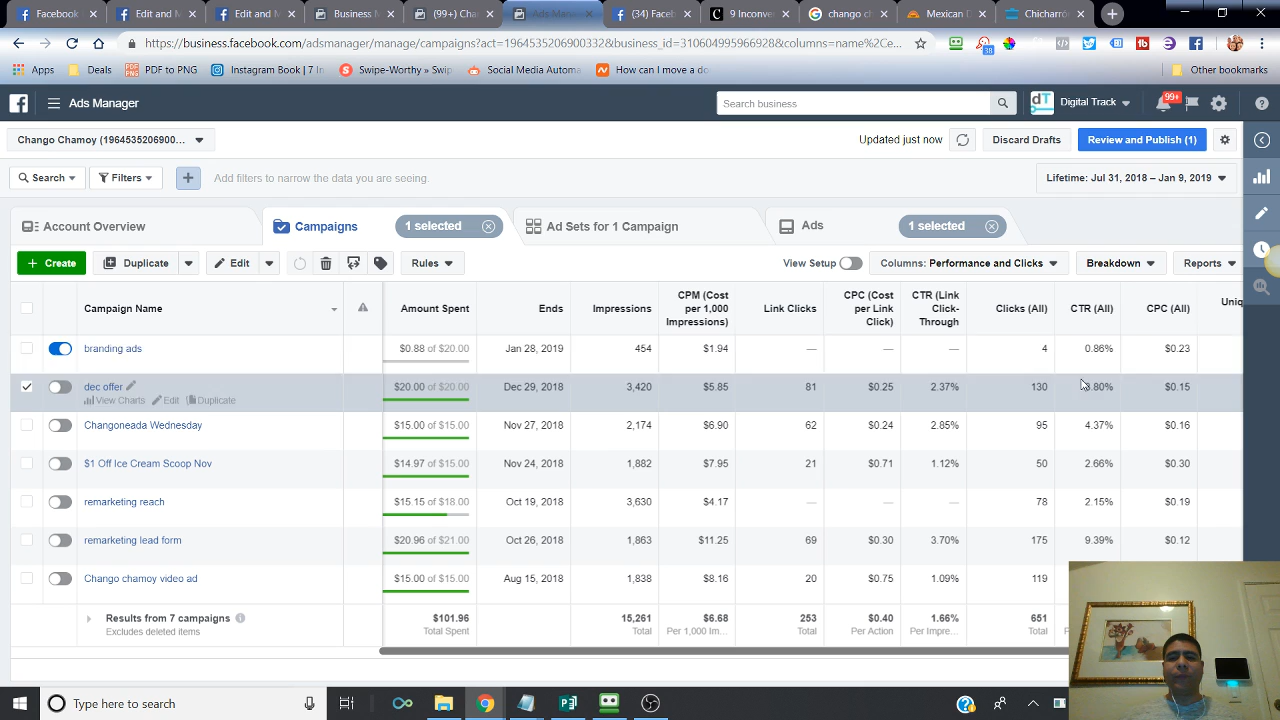 Facebook
Edit and M
Edit and M
Business M
(99+) Cha
Ads Manag
(34) Faceb
9 Inconven
chango ch
Mexican D
Chicharró
https://business.facebook.com/adsmanager/manage/campaigns?act=1964535206900332&business_id=310604995966928&columns=name%2Ce...
38
Apps
Deals
PDF to PNG
Instagram Book | 7 In
Swipe-Worthy » Swip
Social Media Automa
How can I move a do
Other bookmarks
Ads Manager
Search business
dT
Digital Track
99+
Chango Chamoy (1964535206900...
Updated just now
Discard Drafts
Review and Publish (1)
Search
Filters
Add filters to narrow the data you are seeing.
Lifetime: Jul 31, 2018 – Jan 9, 2019
Account Overview
Campaigns
1 selected
Ad Sets for 1 Campaign
Ads
1 selected
+ Create
Duplicate
Edit
Rules
View Setup
Columns: Performance and Clicks
Breakdown
Reports
Campaign Name
Amount Spent
Ends
Impressions
CPM (Cost per 1,000 Impressions)
Link Clicks
CPC (Cost per Link Click)
CTR (Link Click-Through
Clicks (All)
CTR (All)
CPC (All)
Uniq
branding ads $0.88 of $20.00 Jan 28, 2019 454 $1.94 — — — 4 0.86% $0.23
dec offer $20.00 of $20.00 Dec 29, 2018 3,420 $5.85 81 $0.25 2.37% 130 .80% $0.15
View Charts Edit Duplicate
Changoneada Wednesday $15.00 of $15.00 Nov 27, 2018 2,174 $6.90 62 $0.24 2.85% 95 4.37% $0.16
$1 Off Ice Cream Scoop Nov $14.97 of $15.00 Nov 24, 2018 1,882 $7.95 21 $0.71 1.12% 50 2.66% $0.30
remarketing reach $15.15 of $18.00 Oct 19, 2018 3,630 $4.17 — — — 78 2.15% $0.19
remarketing lead form $20.96 of $21.00 Oct 26, 2018 1,863 $11.25 69 $0.30 3.70% 175 9.39% $0.12
Chango chamoy video ad $15.00 of $15.00 Aug 15, 2018 1,838 $8.16 20 $0.75 1.09% 119
Results from 7 campaigns $101.96 15,261 $6.68 253 $0.40 1.66% 651
Excludes deleted items Total Spent Total Per 1,000 Im... Total Per Action Per Impre... Total
Type here to search